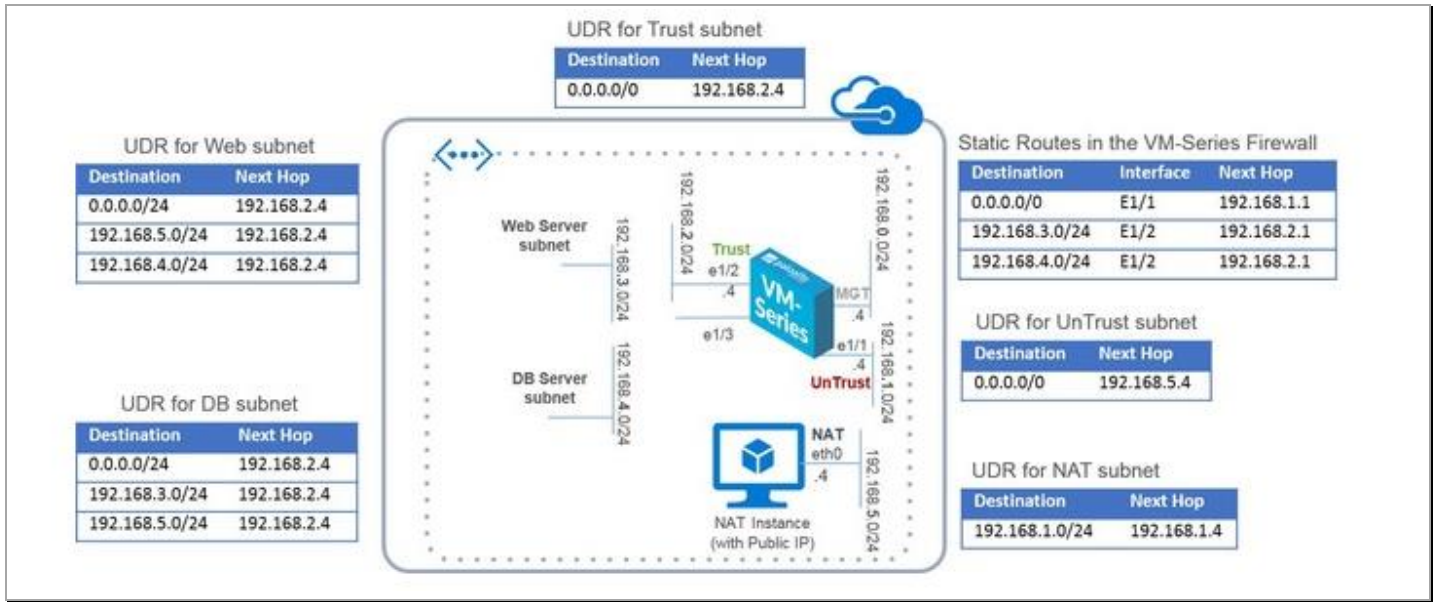 UDR for Trust subnet
Destination Next Hop
0.0.0.0/0 192.168.2.4
UDR for Web subnet
Destination Next Hop
0.0.0.0/24 192.168.2.4
192.168.5.0/24 192.168.2.4
192.168.4.0/24 192.168.2.4
UDR for DB subnet
Destination Next Hop
0.0.0.0/24 192.168.2.4
192.168.3.0/24 192.168.2.4
192.168.5.0/24 192.168.2.4
Web Server
subnet
192.168.3.0/24
DB Server
subnet
192.168.4.0/24
192.168.2.0/24
Trust
e1/2
.4
e1/3
paloalto
VM-
Series
192.168.0.0/24
MGT
.4
e1/1
.4
UnTrust
192.168.1.0/24
NAT
eth0
.4
192.168.5.0/24
NAT Instance
(with Public IP)
Static Routes in the VM-Series Firewall
Destination Interface Next Hop
0.0.0.0/0 E1/1 192.168.1.1
192.168.3.0/24 E1/2 192.168.2.1
192.168.4.0/24 E1/2 192.168.2.1
UDR for UnTrust subnet
Destination Next Hop
0.0.0.0/0 192.168.5.4
UDR for NAT subnet
Destination Next Hop
192.168.1.0/24 192.168.1.4